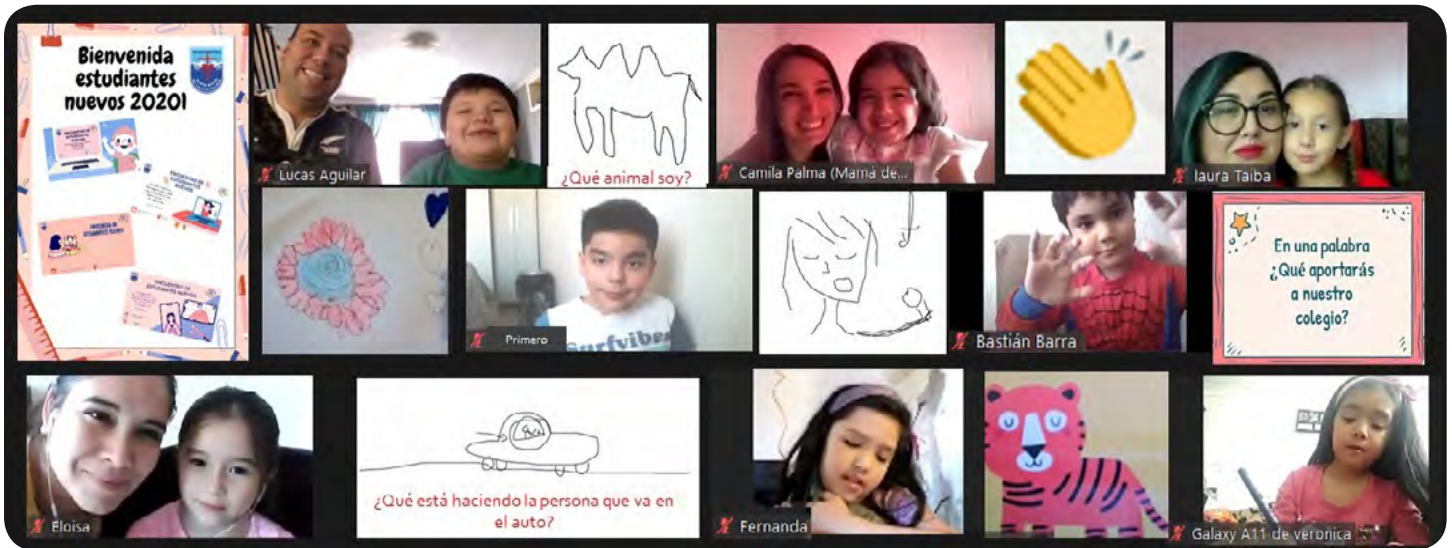 Bienvenida
estudiantes
nuevos 2020!
Lucas Aguilar
¿Qué animal soy?
Camila Palma (Mamá de...
laura Taiba
Primero
Surfvibes
Bastián Barra
En una palabra
¿Qué aportarás
a nuestro
colegio?
Eloisa
¿Qué está haciendo la persona que va en
el auto?
Fernanda
Galaxy A11 de veronica